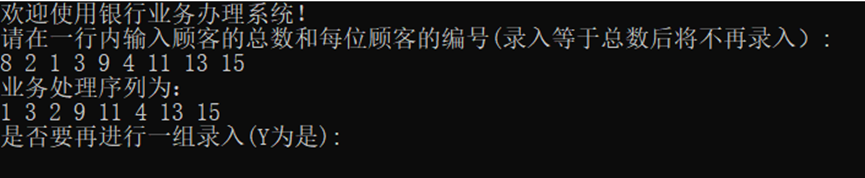 欢迎使用银行业务办理系统!
请在一行内输入顾客的总数和每位顾客的编号(录入等于总数后将不再录入）:
8 2 1 3 9 4 11 13 15
业务处理序列为:
1 3 2 9 11 4 13 15
是否要再进行一组录入(Y为是):